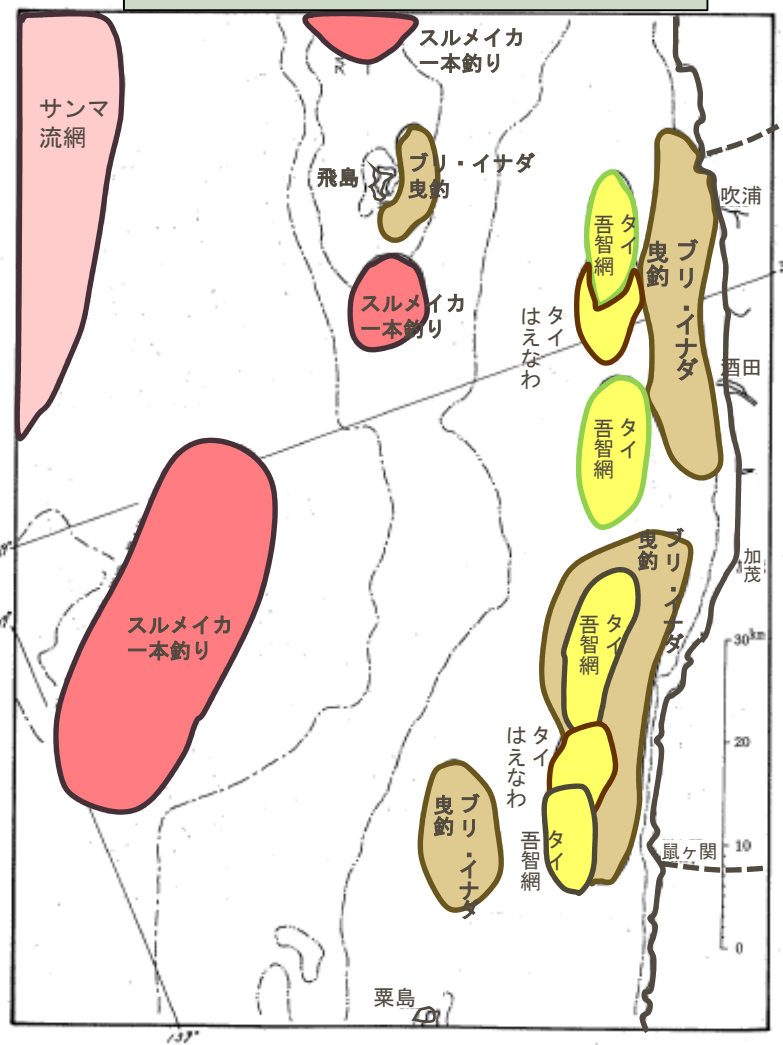 スルメイカ
一本釣り
サンマ
流網
飛島
ブリ・イナダ
曳釣
吹浦
タイ
吾智網
ブリ・イナダ
曳釣
スルメイカ
一本釣り
タイ
はえなわ
酒田
タイ
吾智網
ブリ・イナダ
曳釣
加茂
タイ
吾智網
スルメイカ
一本釣り
30km
20
10
0
タイ
はえなわ
ブリ・イナダ
曳釣
タイ
吾智網
鼠ヶ関
粟島
137°